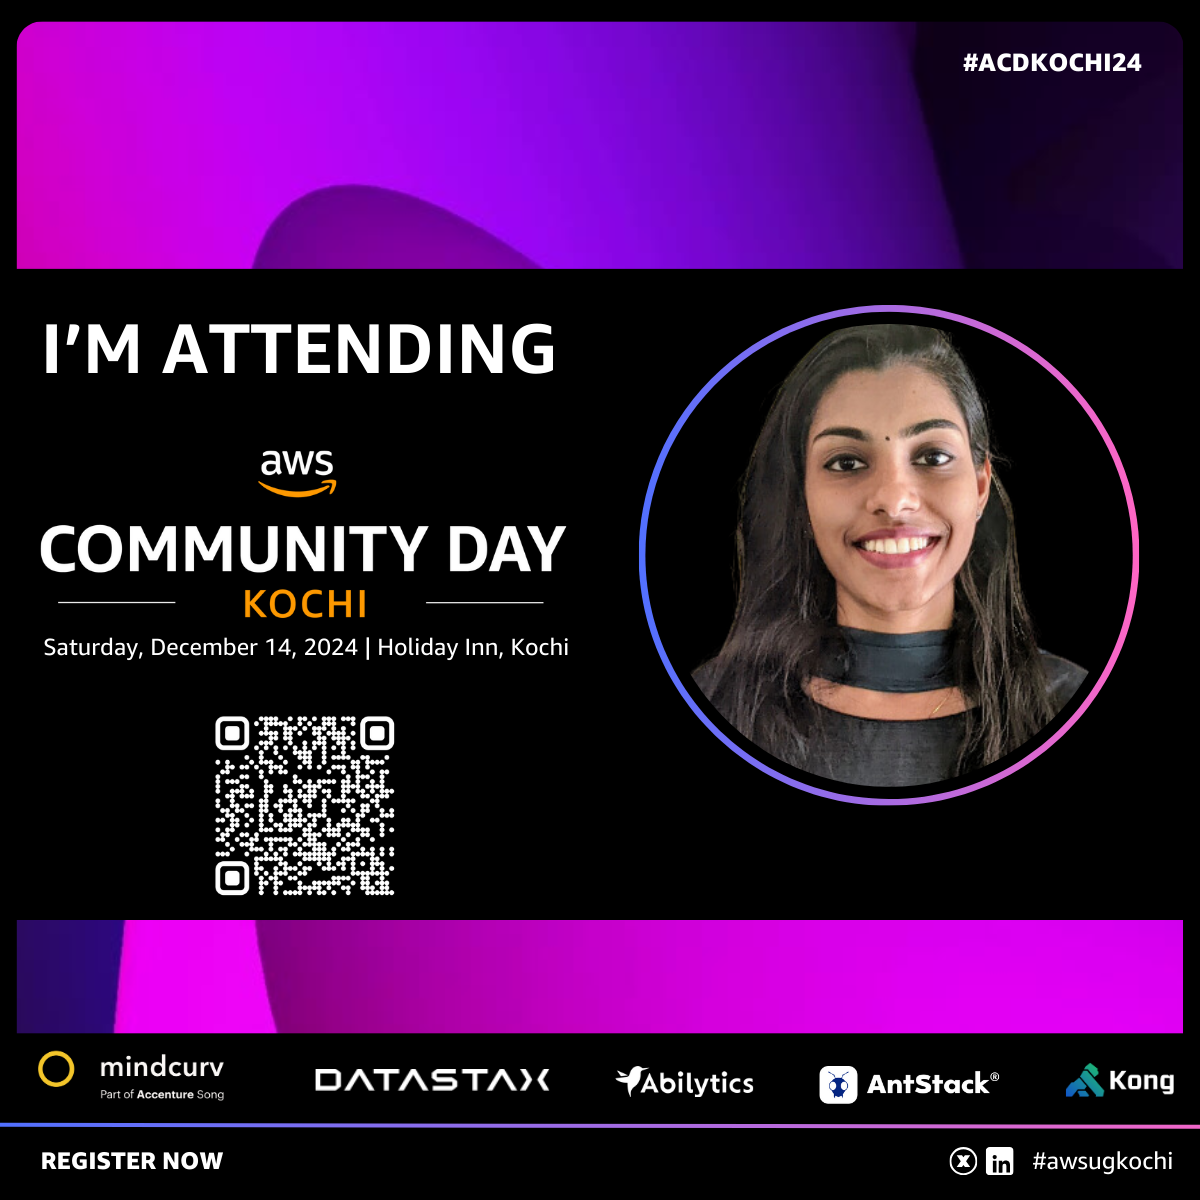 #ACDKOCHI24
I’M ATTENDING
aws
COMMUNITY DAY
KOCHI
Saturday, December 14, 2024 | Holiday Inn, Kochi
mindcurv
Part of Accenture Song
DATASTAX
Abilytics
AntStack®
Kong
REGISTER NOW
X in #awsugkochi